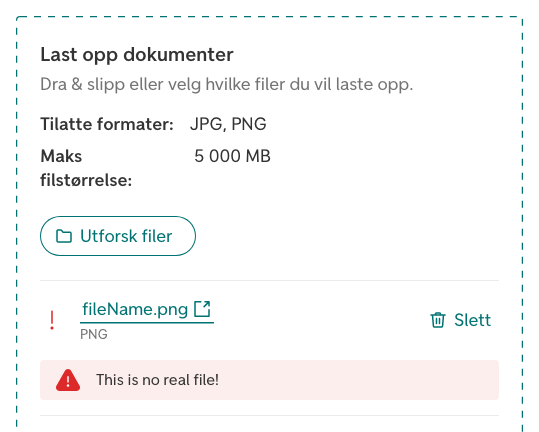 Last opp dokumenter
Dra & slipp eller velg hvilke filer du vil laste opp.
Tilatte formater: JPG, PNG
Maks 5 000 MB
filstørrelse:
Utforsk filer
fileName.png Slett
PNG
This is no real file!